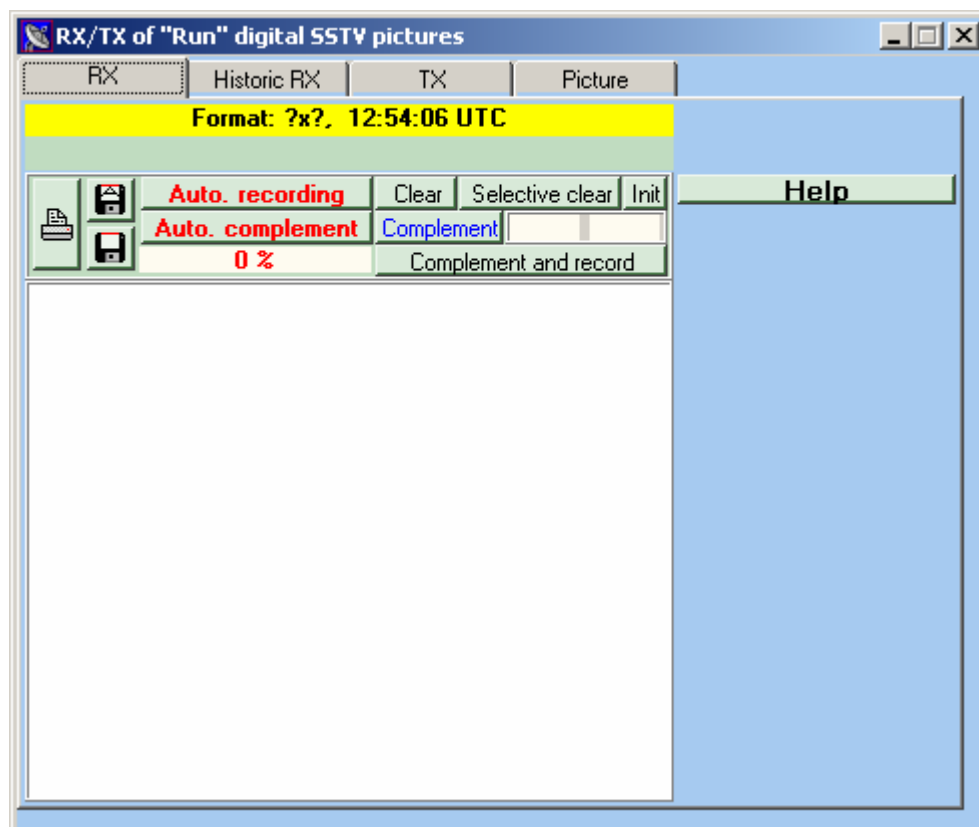 RX/TX of "Run" digital SSTV pictures
RX Historic RX TX Picture
Format: ?x?, 12:54:06 UTC
Auto. recording Clear Selective clear Init Help
Auto. complement Complement
0 % Complement and record